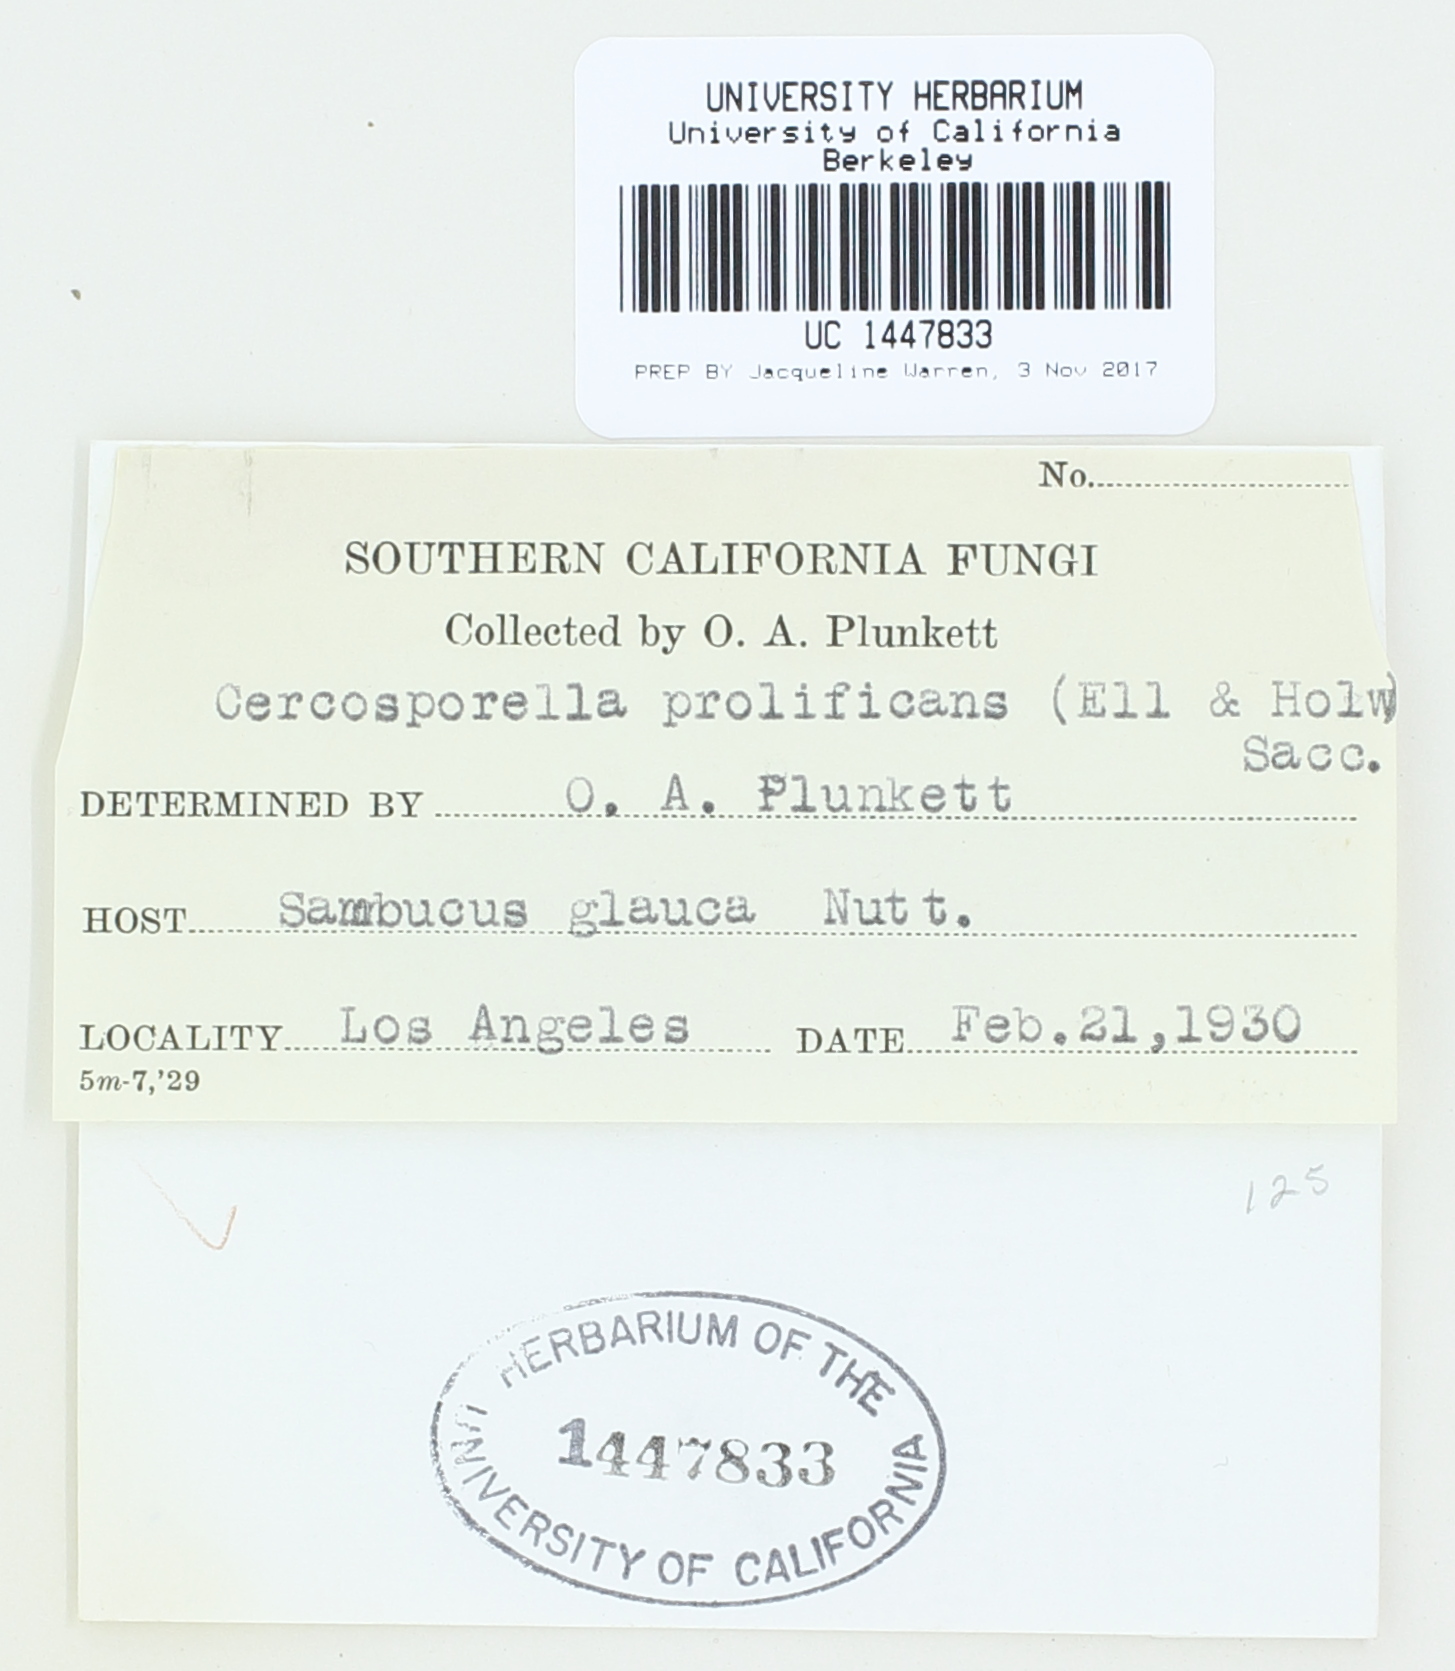 UNIVERSITY HERBARIUM
University of California
Berkeley
UC 1447833
PREP BY Jacqueline Warren, 3 Nov 2017
No.
SOUTHERN CALIFORNIA FUNGI
Collected by O. A. Plunkett
Cercosporella prolificans (Ell & Holw)
Sacc.
DETERMINED BY O. A. Plunkett
HOST Sambucus glauca Nutt.
LOCALITY Los Angeles DATE Feb.21,1930
5m-7,'29
125
HERBARIUM OF THE
1447833
UNIVERSITY OF CALIFORNIA